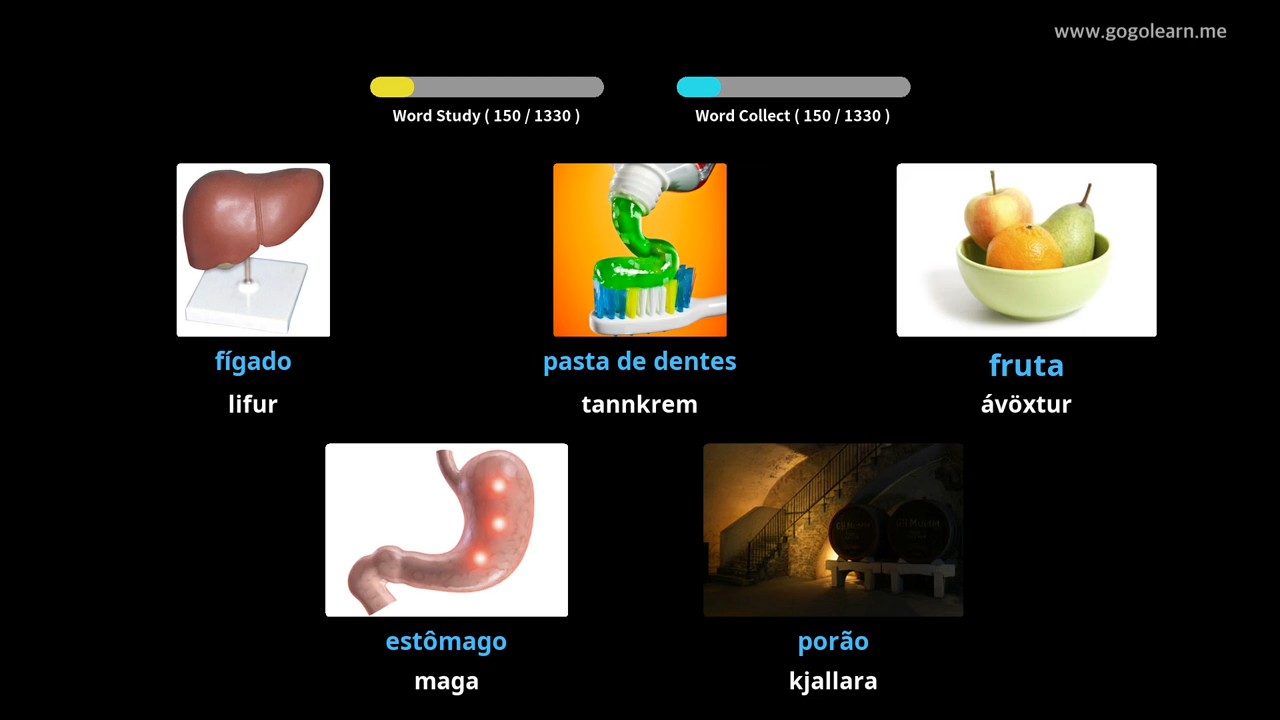 www.gogolearn.me
Word Study ( 150 / 1330 )
Word Collect ( 150 / 1330 )
fígado
lifur
pasta de dentes
tannkrem
fruta
ávöxtur
estômago
maga
porão
kjallara